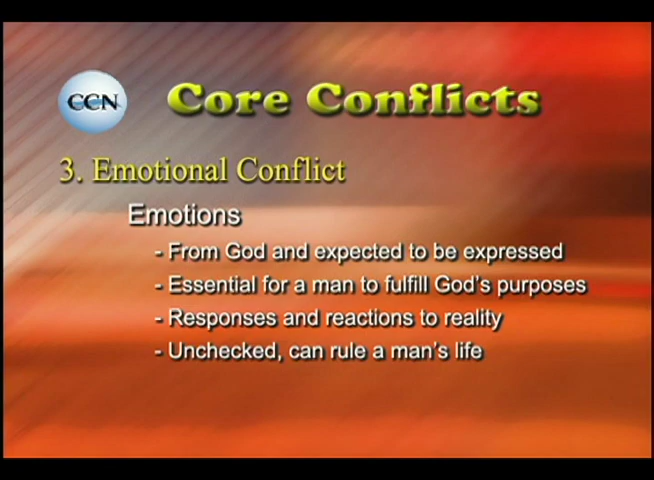 CCN
Core Conflicts
3. Emotional Conflict
Emotions
- From God and expected to be expressed
- Essential for a man to fulfill God's purposes
- Responses and reactions to reality
- Unchecked, can rule a man's life